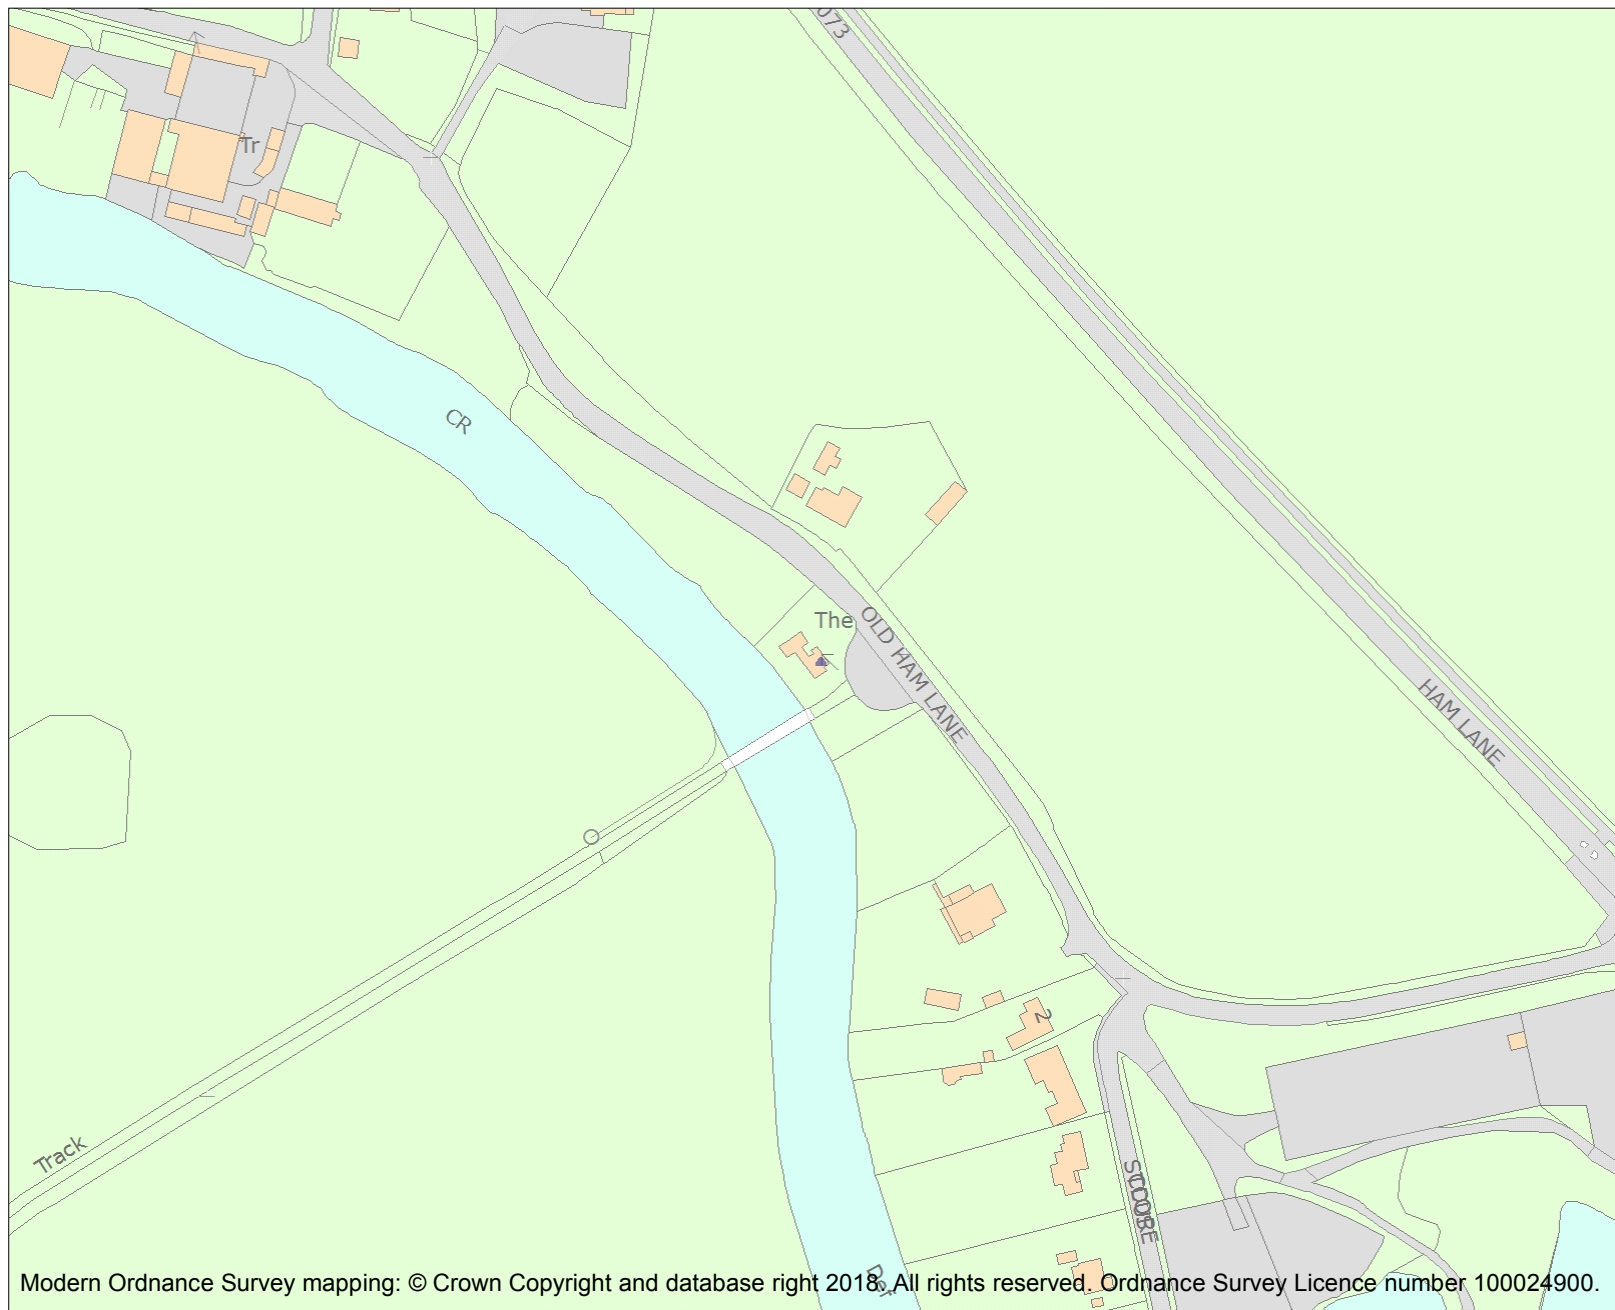 073
Tr
CR
The
OLD HAM LANE
HAM LANE
2
Track
Def
Modern Ordnance Survey mapping: © Crown Copyright and database right 2018. All rights reserved. Ordnance Survey Licence number 100024900.